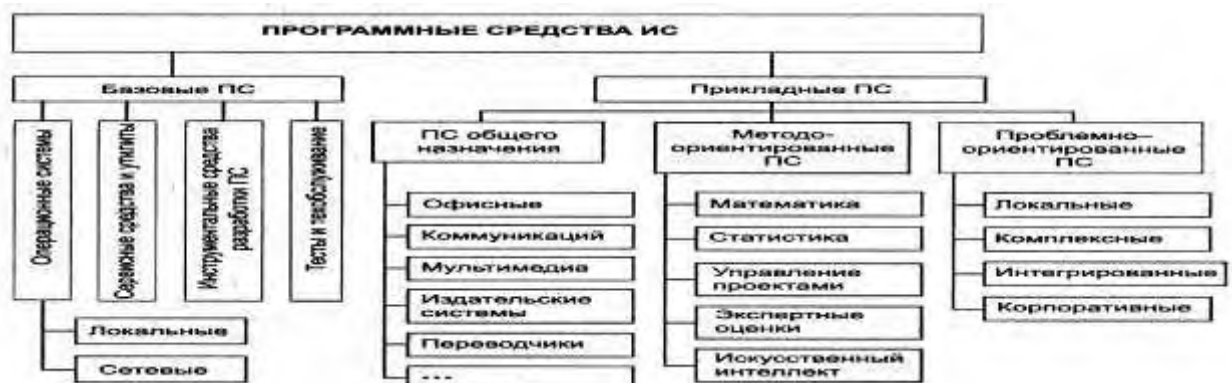 ПРОГРАММНЫЕ СРЕДСТВА ИС
Базовые ПС
Прикладные ПС
Операционные системы
Сервисные средства и утилиты
Инструментальные средства
разработки ПС
Тесты и техобслуживание
Локальные
Сетевые
ПС общего
назначения
Офисные
Коммуникаций
Мультимедиа
Издательские
системы
Переводчики
---
Методо-
ориентированные
ПС
Математика
Статистика
Управление
проектами
Экспертные
оценки
Искусственный
интеллект
Проблемно-
ориентированные
ПС
Локальные
Комплексные
Интегрированные
Корпоративные